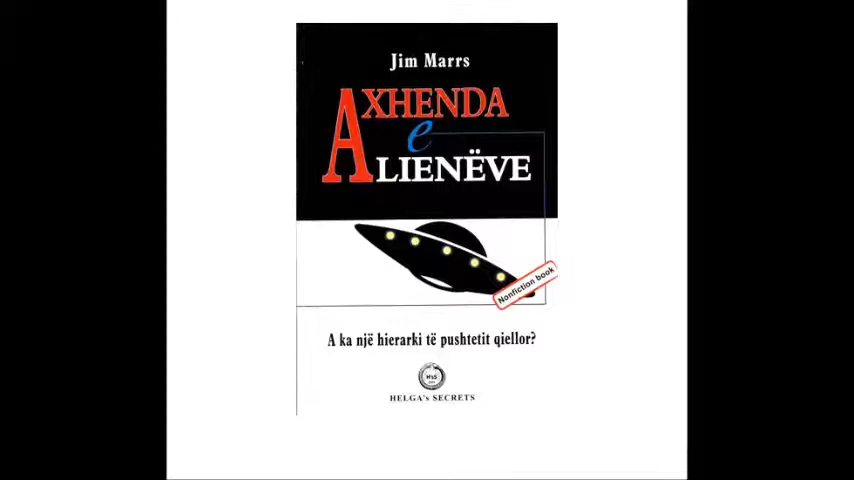 Jim Marrs
AXHENDA
e
ALIENËVE
Nonfiction book
A ka një hierarki të pushtetit qiellor?
HELGA's SECRETS